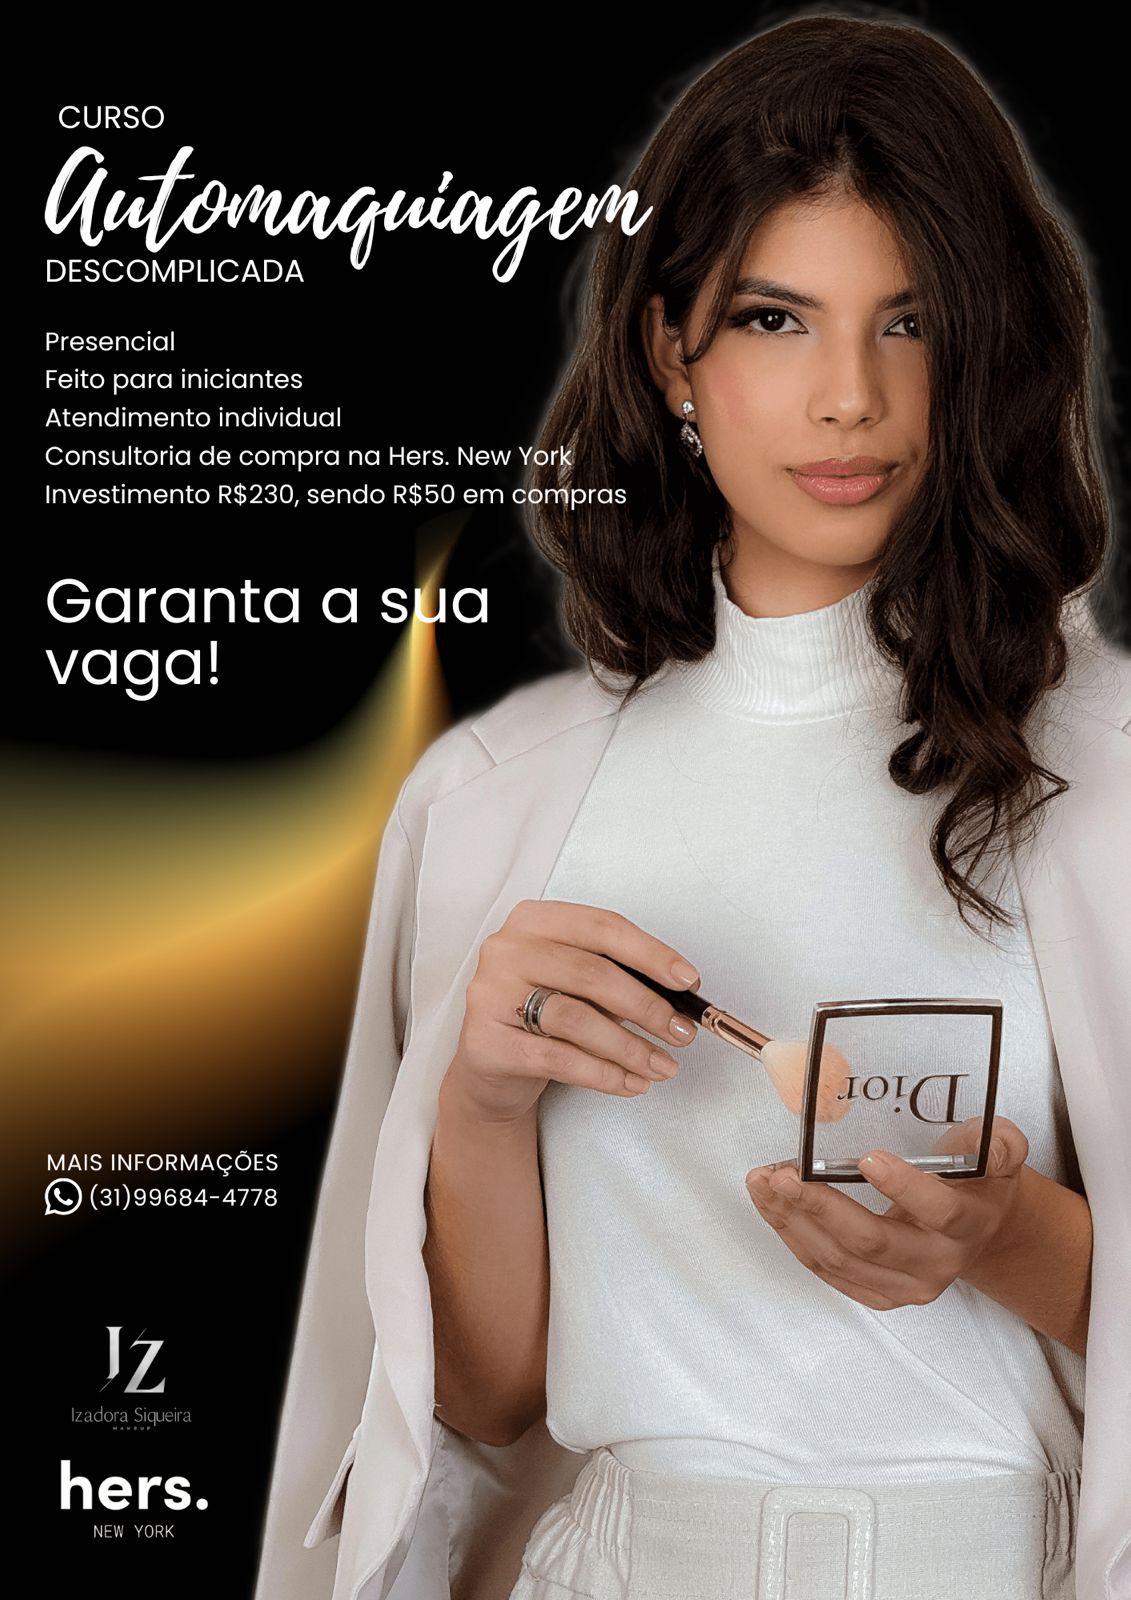 CURSO
Automaquiagem
DESCOMPLICADA
Presencial
Feito para iniciantes
Atendimento individual
Consultoria de compra na Hers. New York
Investimento R$230, sendo R$50 em compras
Garanta a sua
vaga!
Dior
MAIS INFORMAÇÕES
(31)99684-4778
IZ
Izadora Siqueira
MAKEUP
hers.
NEW YORK